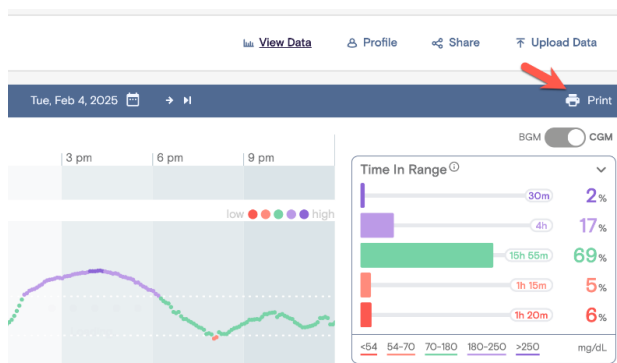 View Data Profile Share Upload Data
Tue, Feb 4, 2025 Print
BGM CGM
3 pm 6 pm 9 pm
Time In Range
low high
30m 2%
4h 17%
15h 55m 69%
1h 15m 5%
1h 20m 6%
<54 54-70 70-180 180-250 >250 mg/dL